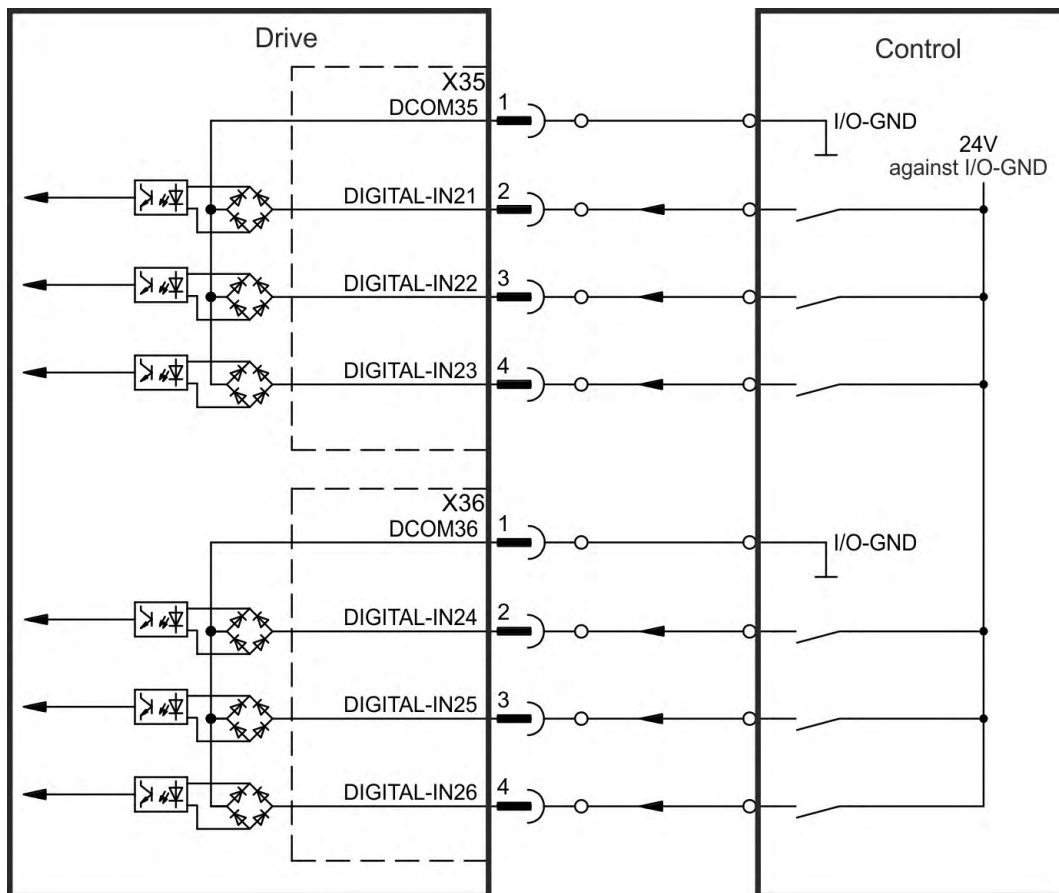 Drive
Control
X35
DCOM35
1
I/O-GND
24V
against I/O-GND
DIGITAL-IN21
2
DIGITAL-IN22
3
DIGITAL-IN23
4
X36
DCOM36
1
I/O-GND
DIGITAL-IN24
2
DIGITAL-IN25
3
DIGITAL-IN26
4